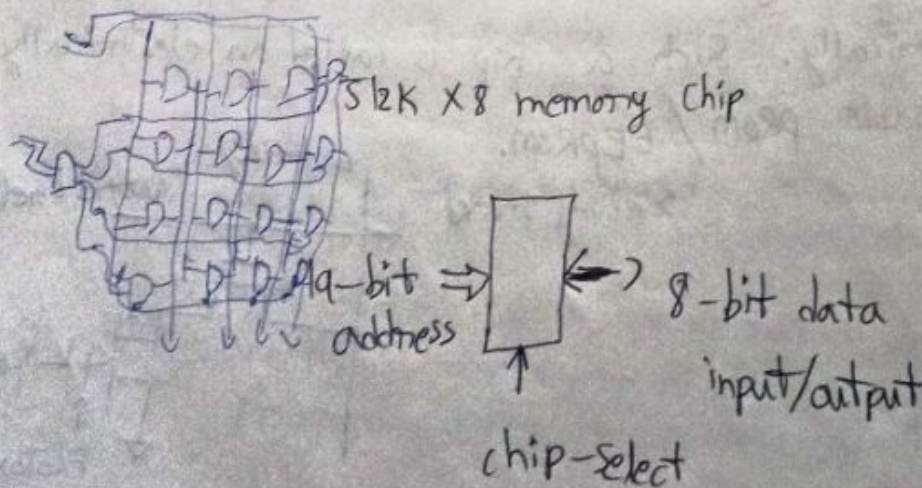 512K X 8 memory Chip
19-bit
address
8-bit data
input/output
chip-select